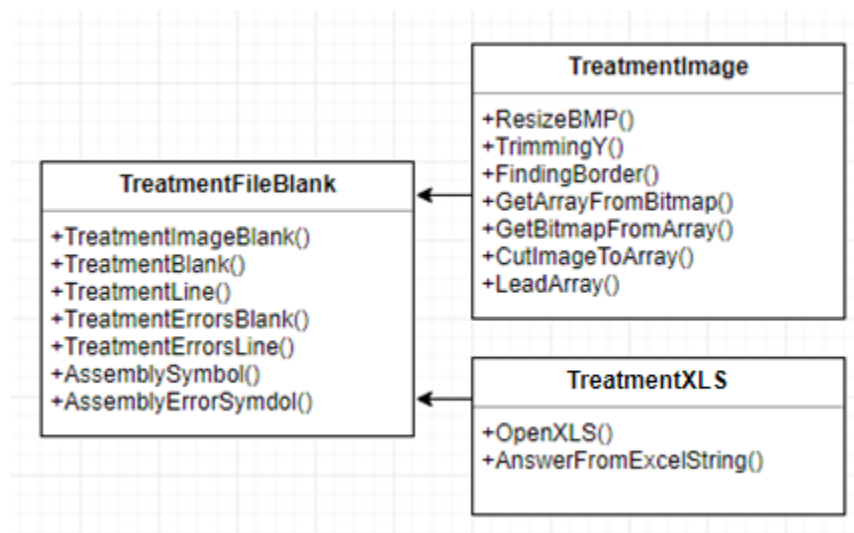 TreatmentImage
+ResizeBMP()
+TrimmingY()
+FindingBorder()
+GetArrayFromBitmap()
+GetBitmapFromArray()
+CutImageToArray()
+LeadArray()
TreatmentFileBlank
+TreatmentImageBlank()
+TreatmentBlank()
+TreatmentLine()
+TreatmentErrorsBlank()
+TreatmentErrorsLine()
+AssemblySymbol()
+AssemblyErrorSymdol()
TreatmentXLS
+OpenXLS()
+AnswerFromExcelString()